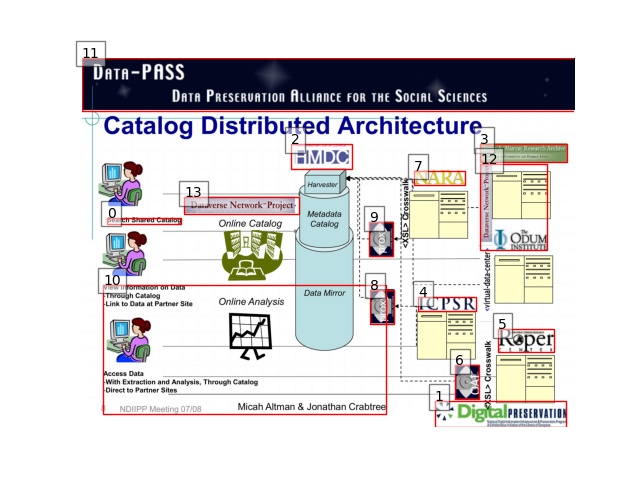 11
DATA-PASS
DATA PRESERVATION ALLIANCE FOR THE SOCIAL SCIENCES
Catalog Distributed Architecture
2
HMDC
3
Murray Research Archive
12
7
NARA
Harvester
13
Dataverse Network Project
Dataverse Network Project
0
Search Shared Catalog
Online Catalog
Metadata
Catalog
9
<XSL> Crosswalk
THE ODUM
INSTITUTE
10
View Information on Data
-Through Catalog
-Link to Data at Partner Site
Online Analysis
Data Mirror
8
4
ICPSR
<virtual-data-center
5
Roper
CENTER
6
<XSL> Crosswalk
Access Data
-With Extraction and Analysis, Through Catalog
-Direct to Partner Sites
1
NDIIPP Meeting 07/08
Micah Altman & Jonathan Crabtree
Digital PRESERVATION